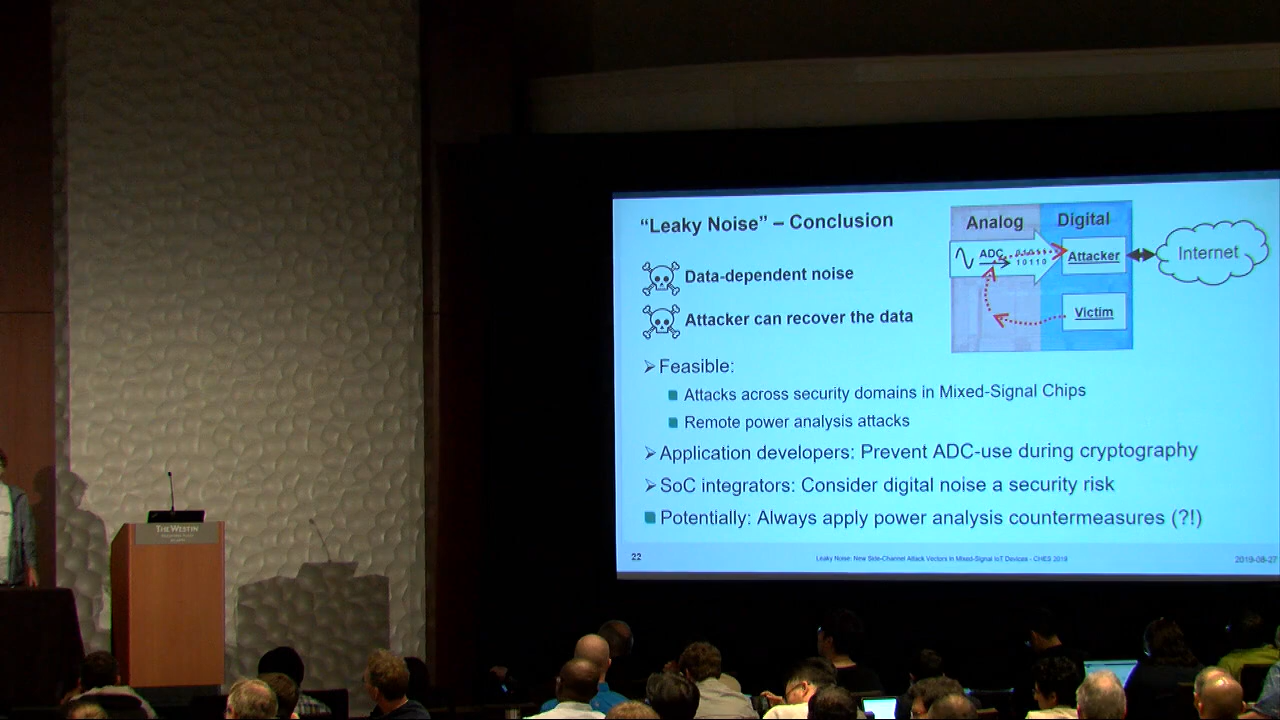 “Leaky Noise” – Conclusion
Data-dependent noise
Attacker can recover the data
Analog
Digital
ADC
10110
Attacker
Internet
Victim
Feasible:
Attacks across security domains in Mixed-Signal Chips
Remote power analysis attacks
Application developers: Prevent ADC-use during cryptography
SoC integrators: Consider digital noise a security risk
Potentially: Always apply power analysis countermeasures (?!)
22
Leaky Noise: New Side-Channel Attack Vectors in Mixed-Signal IoT Devices - CHES 2019
2019-08-27
THE WESTIN